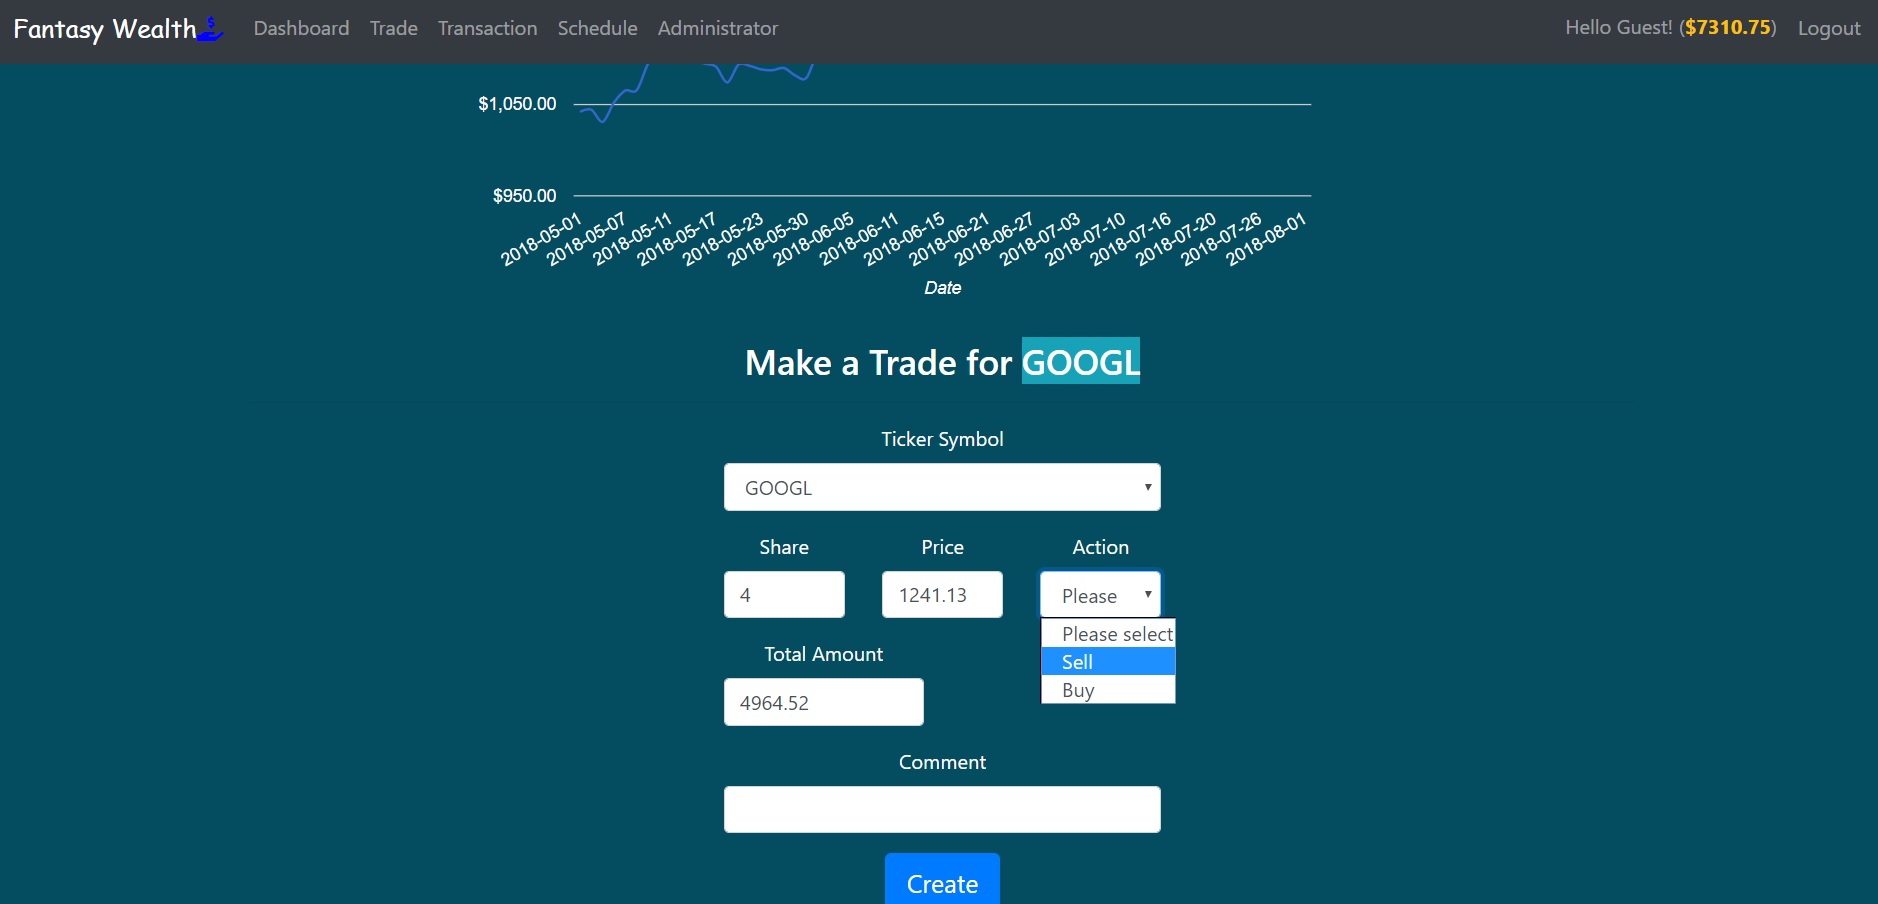 Fantasy Wealth Dashboard Trade Transaction Schedule Administrator Hello Guest! ($7310.75) Logout
$1,050.00
$950.00
2018-05-01 2018-05-07 2018-05-11 2018-05-17 2018-05-23 2018-05-30 2018-06-05 2018-06-11 2018-06-15 2018-06-21 2018-06-27 2018-07-03 2018-07-10 2018-07-16 2018-07-20 2018-07-26 2018-08-01
Date
Make a Trade for GOOGL
Ticker Symbol
GOOGL
Share Price Action
4 1241.13 Please
Please select
Sell
Buy
Total Amount
4964.52
Comment
Create